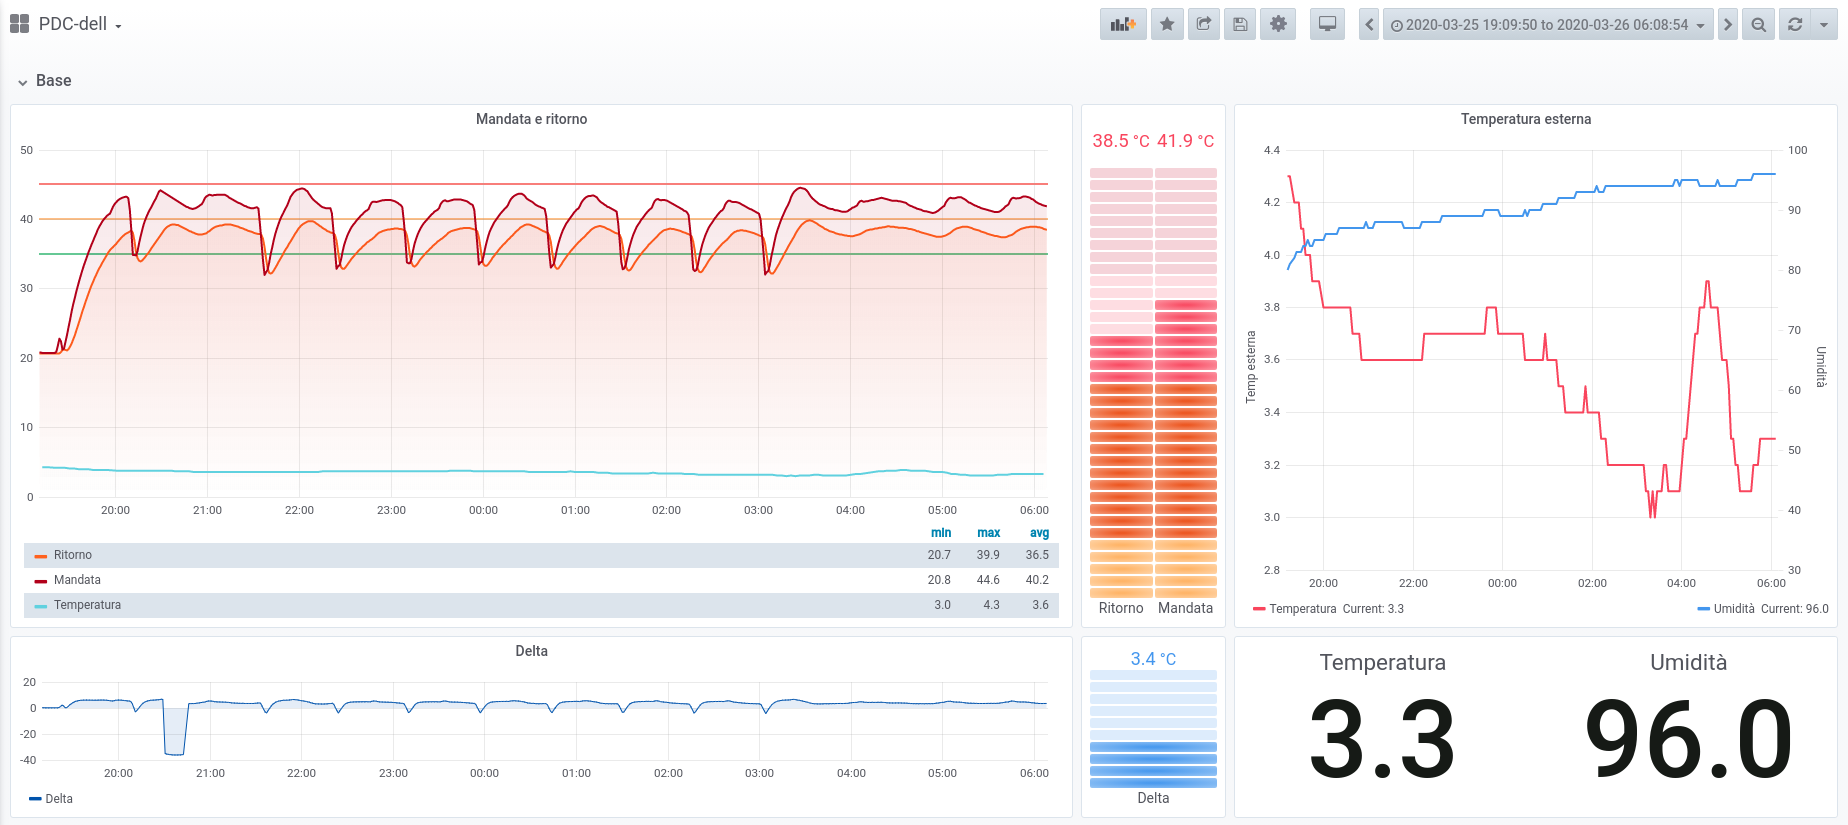 PDC-dell
2020-03-25 19:09:50 to 2020-03-26 06:08:54
Base
Mandata e ritorno
50
40
30
20
10
0
20:00 21:00 22:00 23:00 00:00 01:00 02:00 03:00 04:00 05:00 06:00
min max avg
Ritorno 20.7 39.9 36.5
Mandata 20.8 44.6 40.2
Temperatura 3.0 4.3 3.6
38.5 °C 41.9 °C
Ritorno Mandata
Temperatura esterna
4.4 100
4.2 90
4.0 80
3.8 70
3.6 60
3.4 50
3.2 40
3.0 30
2.8
Temp esterna
Umidità
20:00 22:00 00:00 02:00 04:00 06:00
Temperatura Current: 3.3 Umidità Current: 96.0
Delta
20
0
-20
-40
20:00 21:00 22:00 23:00 00:00 01:00 02:00 03:00 04:00 05:00 06:00
Delta
3.4 °C
Delta
Temperatura Umidità
3.3 96.0